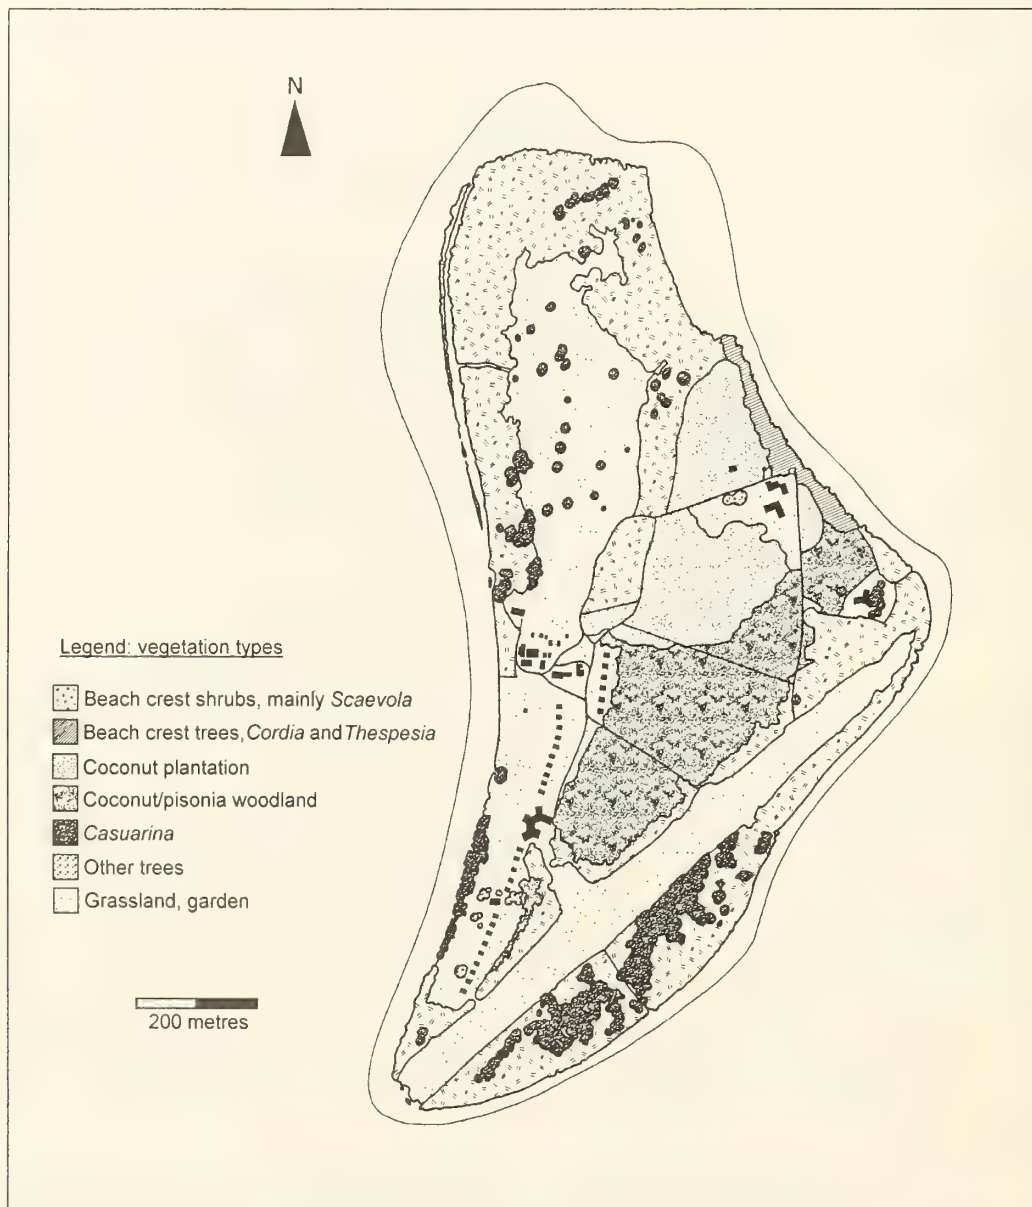 N
Legend: vegetation types
Beach crest shrubs, mainly Scaevola
Beach crest trees, Cordia and Thespesia
Coconut plantation
Coconut/pisonia woodland
Casuarina
Other trees
Grassland, garden
200 metres